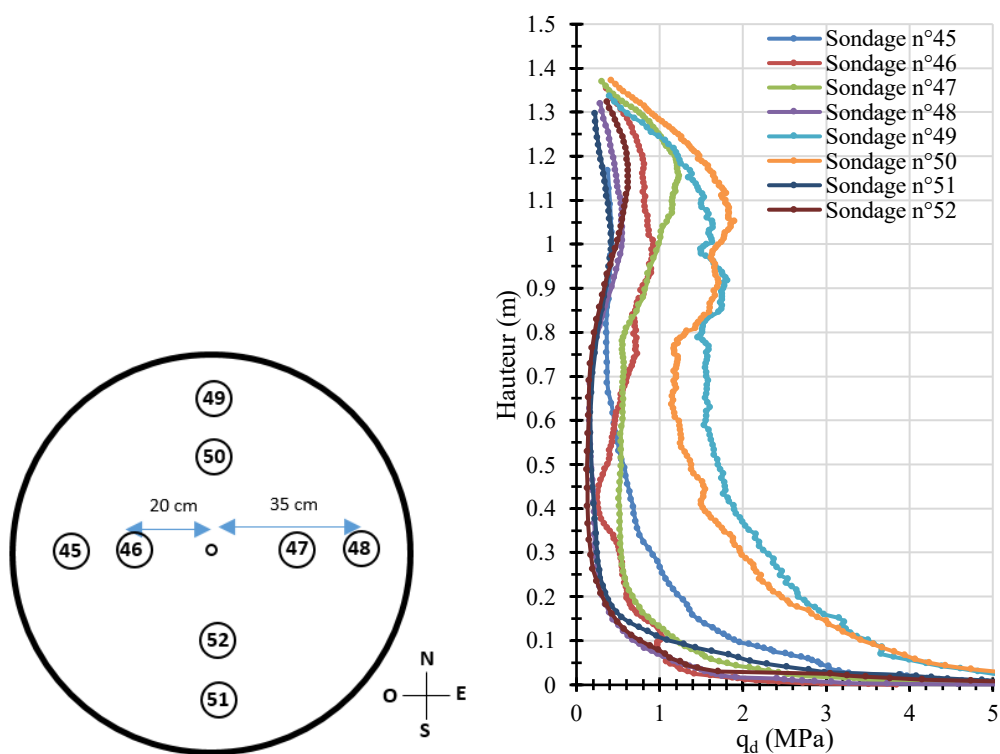 49
50
20 cm
35 cm
45
46
47
48
52
51
N
O
E
S
1.5
1.4
1.3
1.2
1.1
1
0.9
0.8
0.7
0.6
0.5
0.4
0.3
0.2
0.1
0
Hauteur (m)
Sondage n°45
Sondage n°46
Sondage n°47
Sondage n°48
Sondage n°49
Sondage n°50
Sondage n°51
Sondage n°52
0 1 2 3 4 5
q_d (MPa)